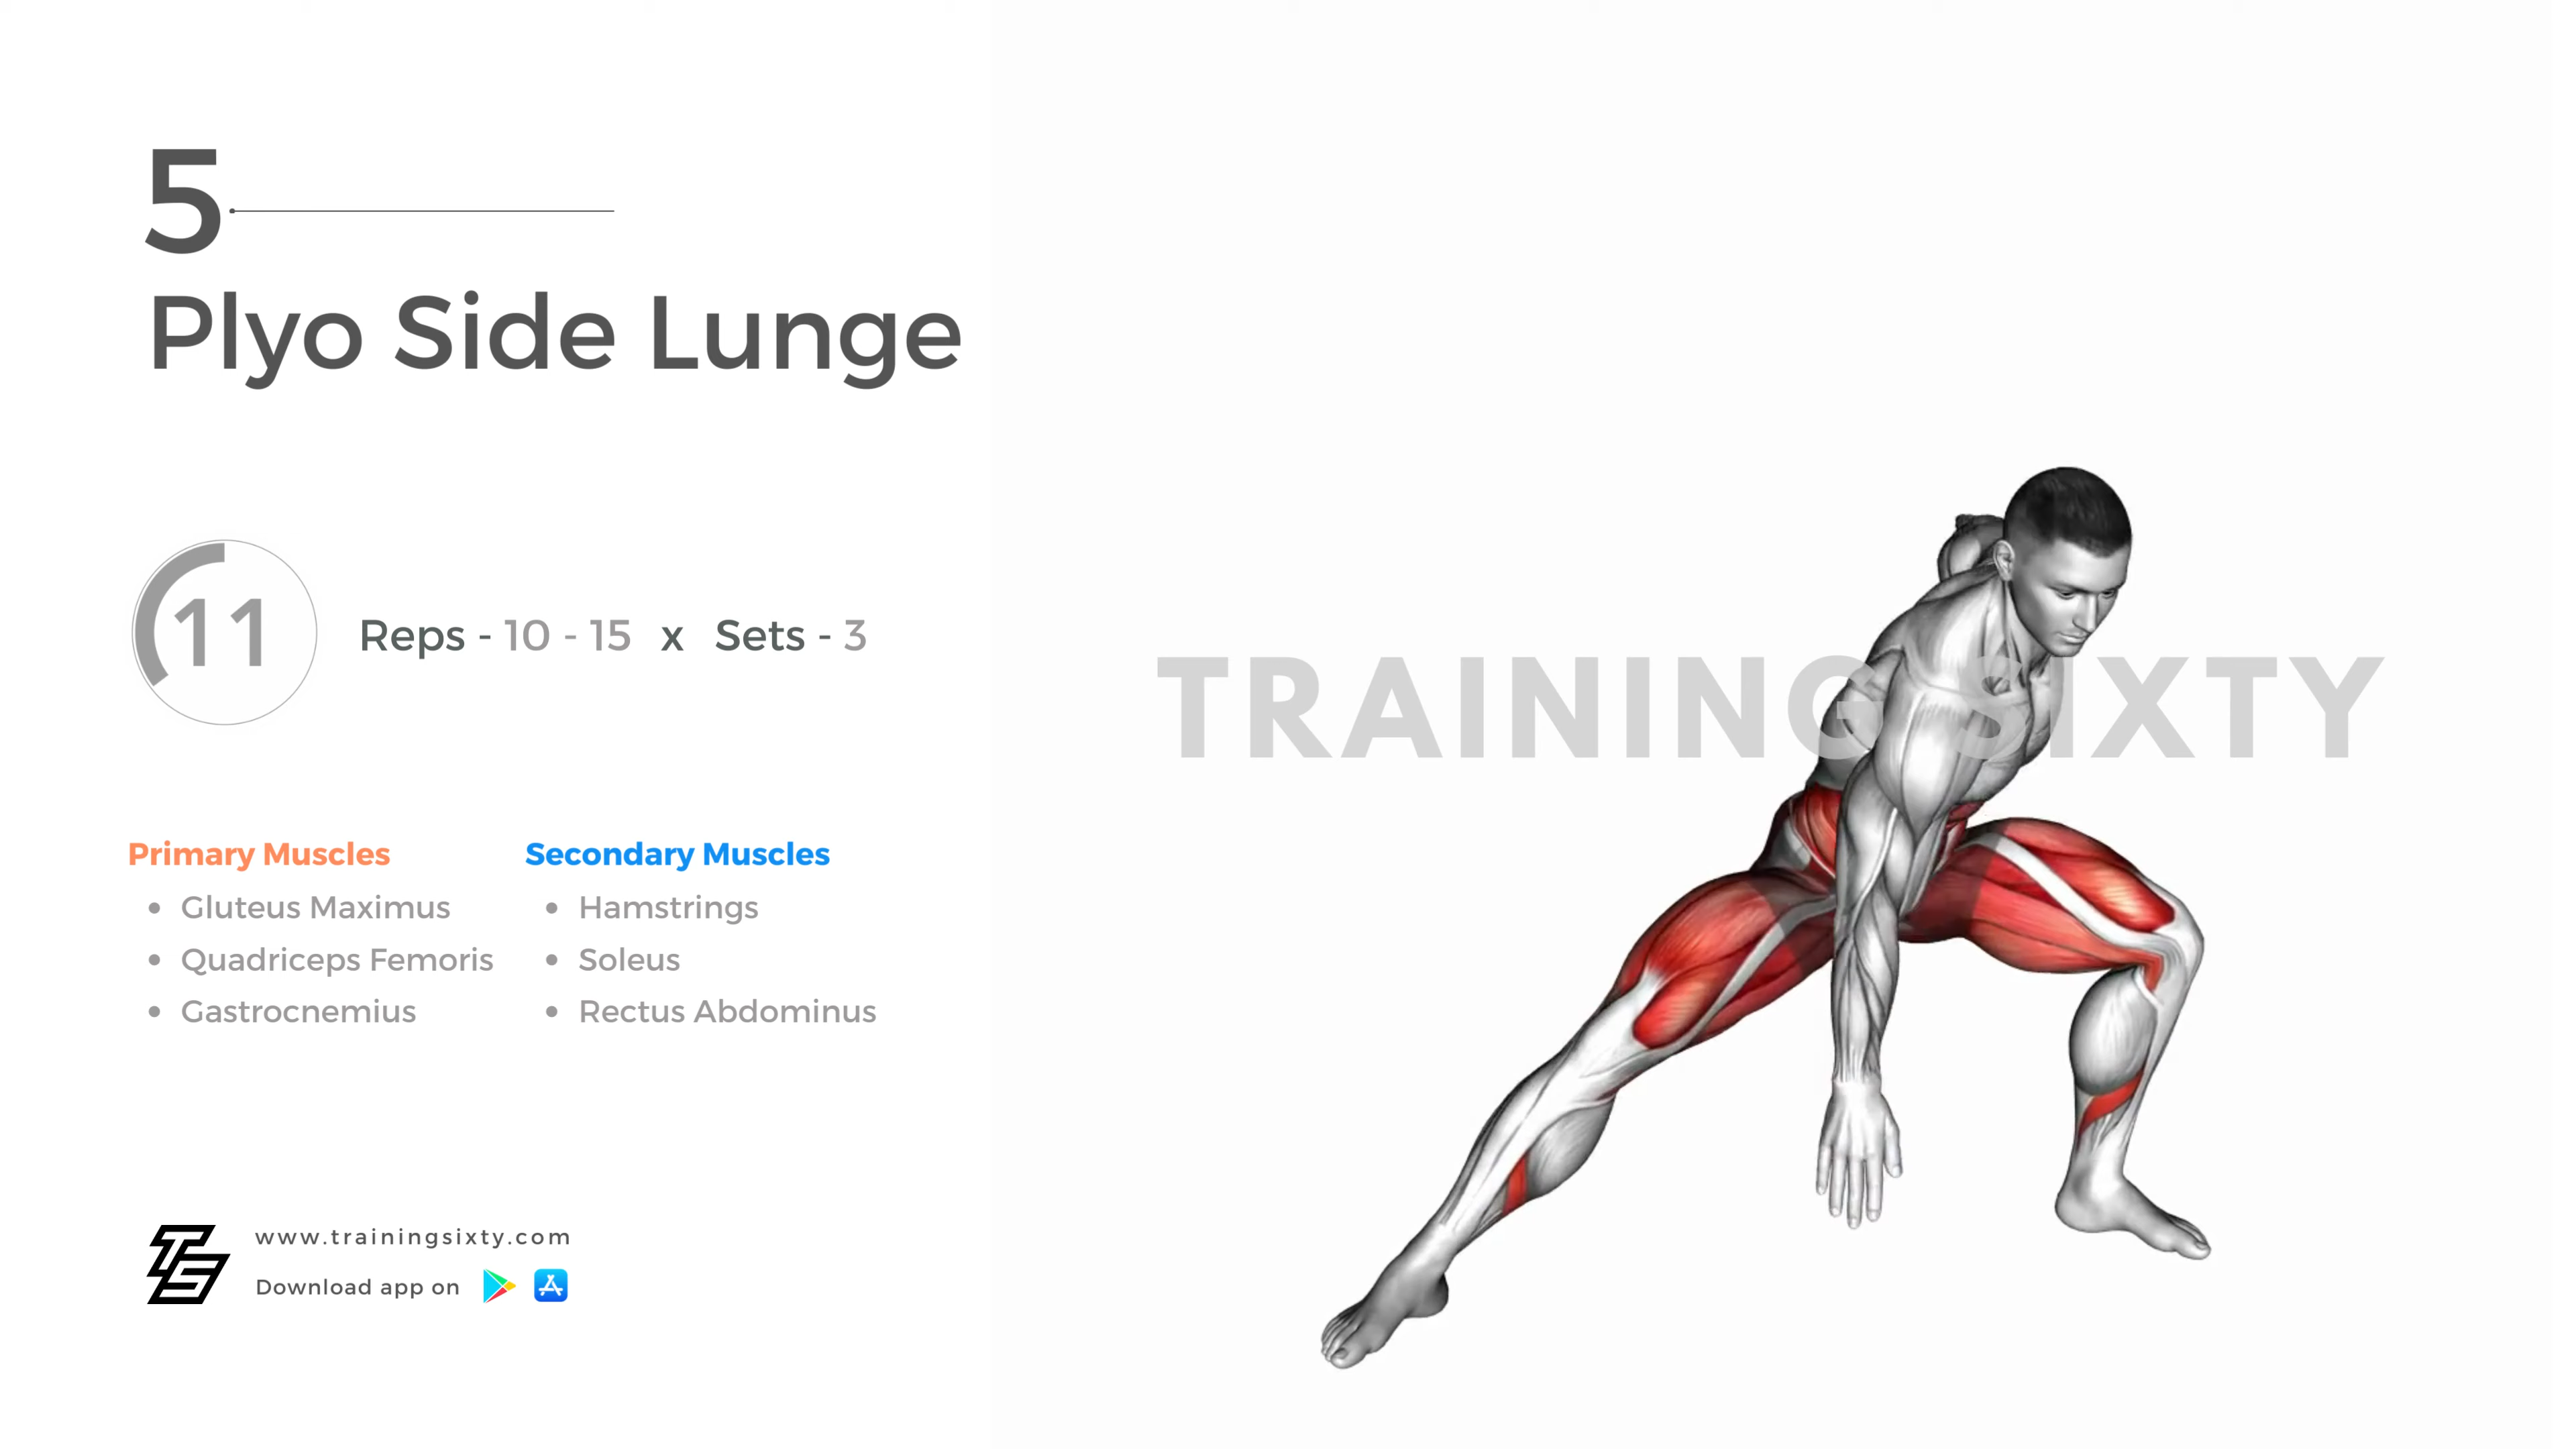 5
Plyo Side Lunge
11
Reps - 10 - 15 x Sets - 3
TRAINING SIXTY
Primary Muscles
• Gluteus Maximus
• Quadriceps Femoris
• Gastrocnemius
Secondary Muscles
• Hamstrings
• Soleus
• Rectus Abdominus
TS
www.trainingsixty.com
Download app on